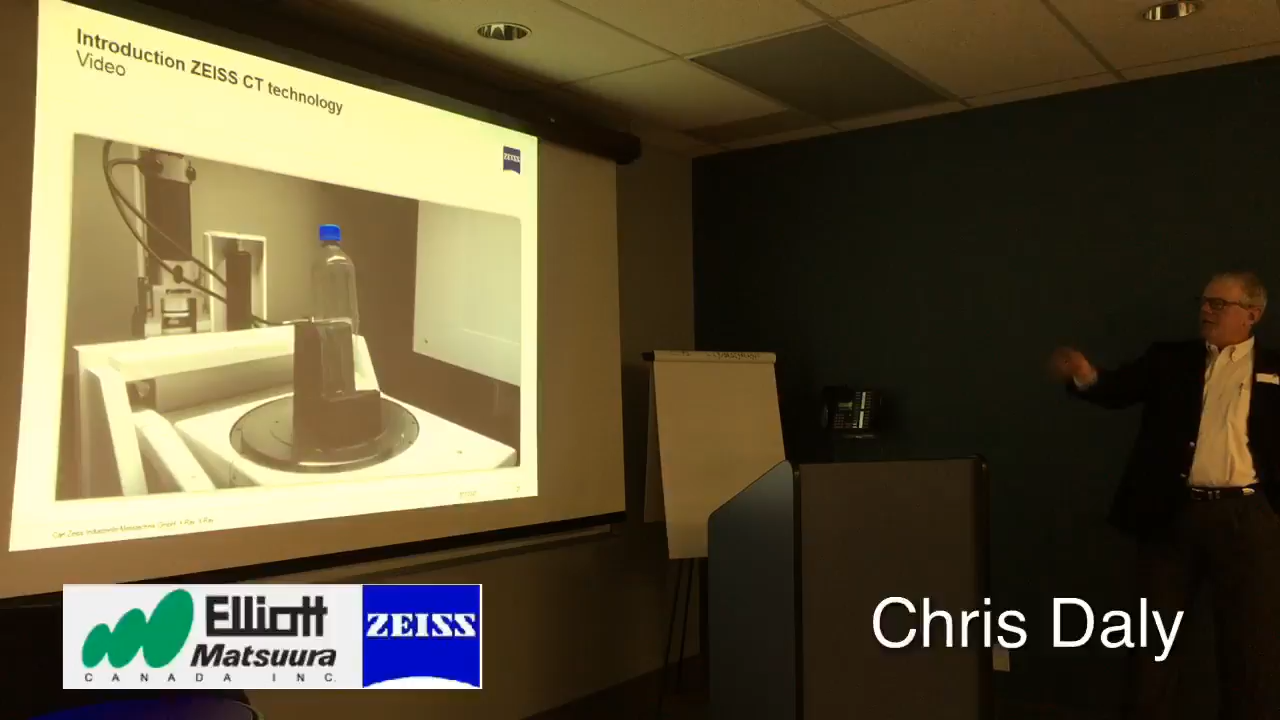 Introduction ZEISS CT technology
Video
ZEISS
Elliott
Matsuura
CANADA INC.
ZEISS
Chris Daly